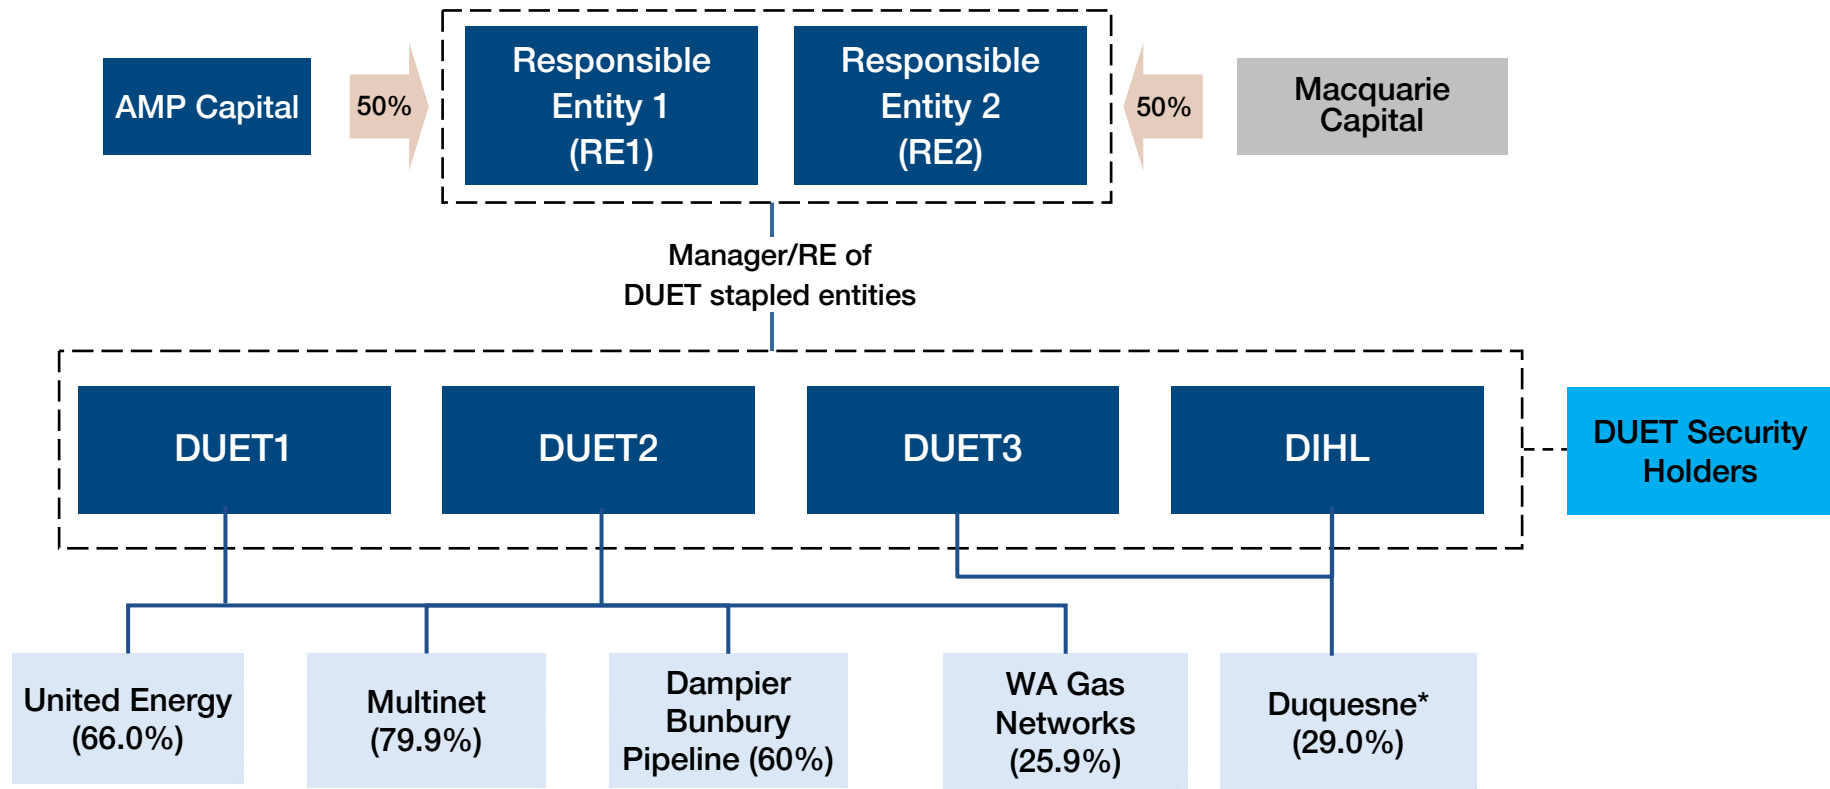 AMP Capital
50%
Responsible
Entity 1
(RE1)
Responsible
Entity 2
(RE2)
50%
Macquarie
Capital
Manager/RE of
DUET stapled entities
DUET1
DUET2
DUET3
DIHL
DUET Security
Holders
United Energy
(66.0%)
Multinet
(79.9%)
Dampier
Bunbury
Pipeline (60%)
WA Gas
Networks
(25.9%)
Duquesne*
(29.0%)